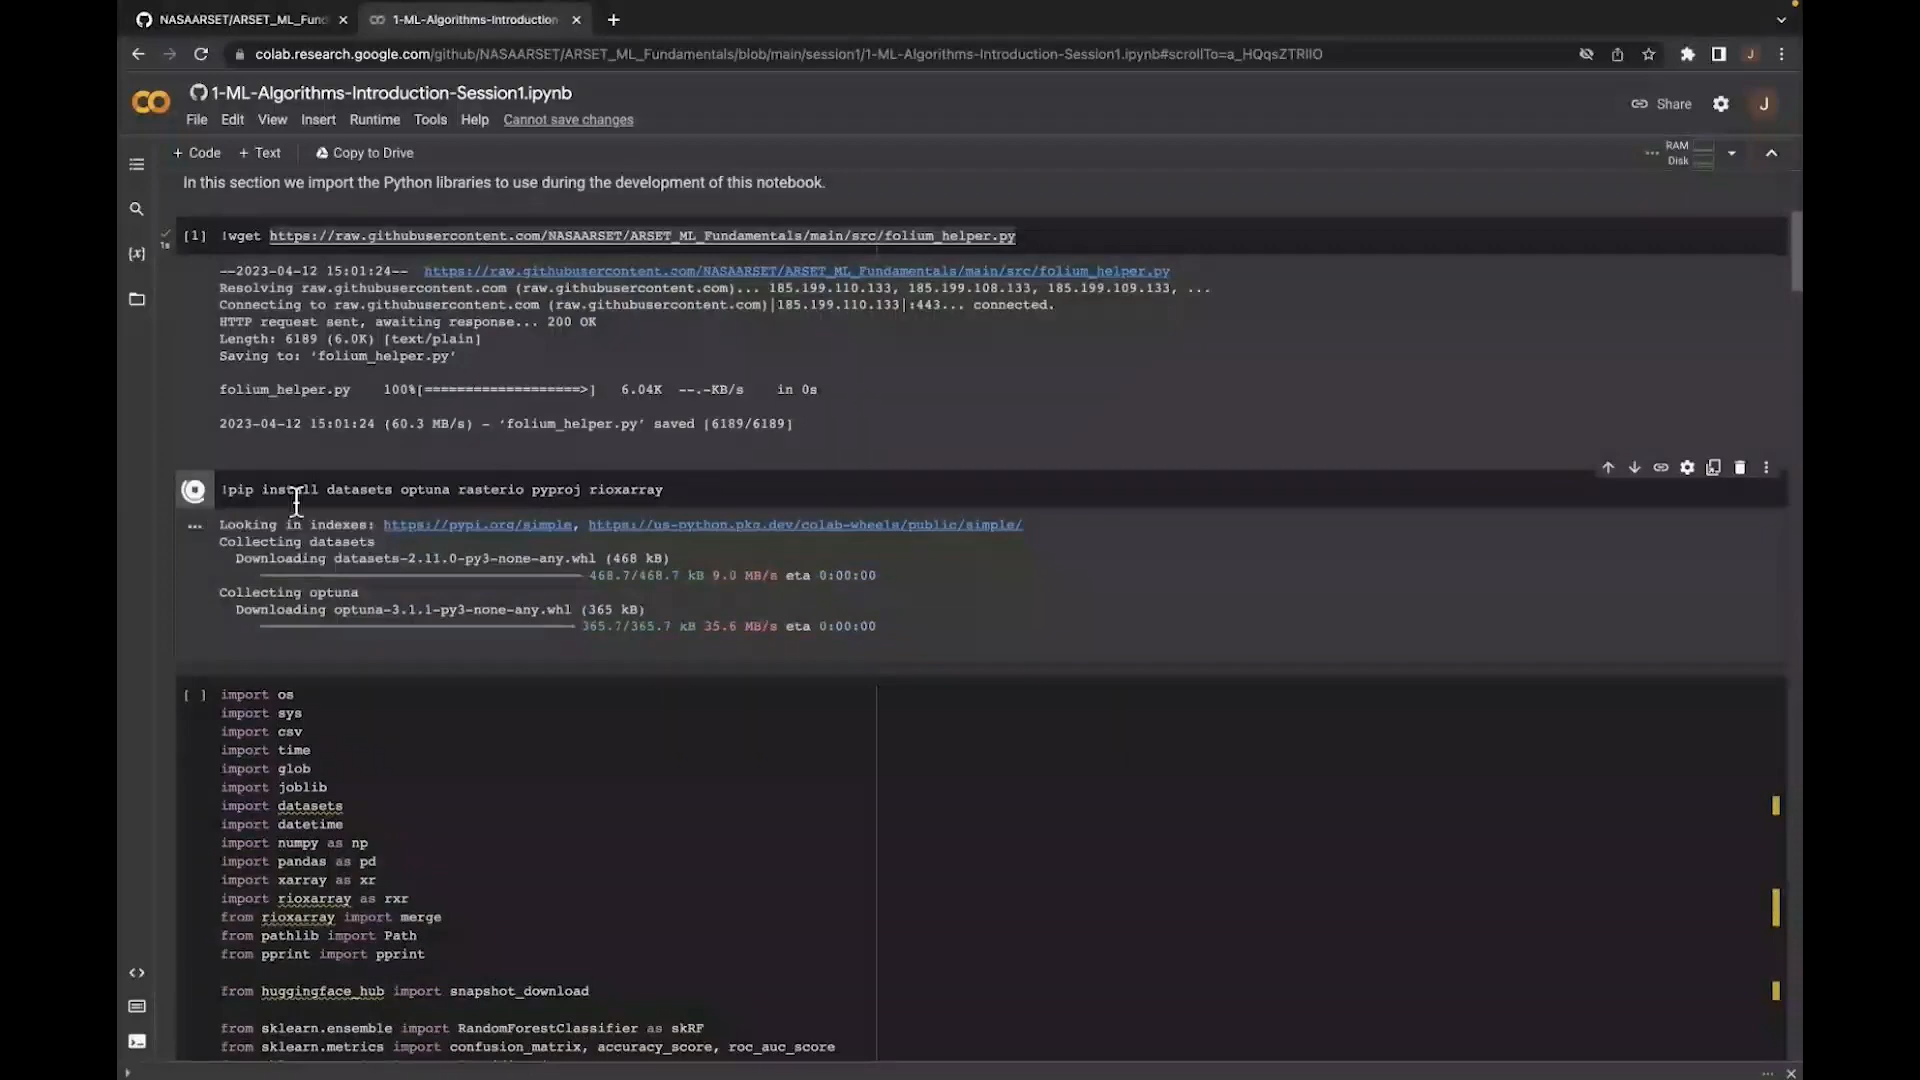 NASAARSET/ARSET_ML_Fund
1-ML-Algorithms-Introduction
colab.research.google.com/github/NASAARSET/ARSET_ML_Fundamentals/blob/main/session1/1-ML-Algorithms-Introduction-Session1.ipynb#scrollTo=a_HQqsZTRIIO
J
1-ML-Algorithms-Introduction-Session1.ipynb
Share
J
File Edit View Insert Runtime Tools Help Cannot save changes
+ Code + Text Copy to Drive
RAM
Disk
In this section we import the Python libraries to use during the development of this notebook.
1s
[1] !wget https://raw.githubusercontent.com/NASAARSET/ARSET_ML_Fundamentals/main/src/folium_helper.py
--2023-04-12 15:01:24-- https://raw.githubusercontent.com/NASAARSET/ARSET_ML_Fundamentals/main/src/folium_helper.py
Resolving raw.githubusercontent.com (raw.githubusercontent.com)... 185.199.110.133, 185.199.108.133, 185.199.109.133, ...
Connecting to raw.githubusercontent.com (raw.githubusercontent.com)|185.199.110.133|:443... connected.
HTTP request sent, awaiting response... 200 OK
Length: 6189 (6.0K) [text/plain]
Saving to: ‘folium_helper.py’
folium_helper.py 100%[===================>] 6.04K --.-KB/s in 0s
2023-04-12 15:01:24 (60.3 MB/s) - ‘folium_helper.py’ saved [6189/6189]
!pip install datasets optuna rasterio pyproj rioxarray
Looking in indexes: https://pypi.org/simple, https://us-python.pkg.dev/colab-wheels/public/simple/
Collecting datasets
Downloading datasets-2.11.0-py3-none-any.whl (468 kB)
468.7/468.7 kB 9.0 MB/s eta 0:00:00
Collecting optuna
Downloading optuna-3.1.1-py3-none-any.whl (365 kB)
365.7/365.7 kB 35.6 MB/s eta 0:00:00
[ ] import os
import sys
import csv
import time
import glob
import joblib
import datasets
import datetime
import numpy as np
import pandas as pd
import xarray as xr
import rioxarray as rxr
from rioxarray import merge
from pathlib import Path
from pprint import pprint
from huggingface_hub import snapshot_download
from sklearn.ensemble import RandomForestClassifier as skRF
from sklearn.metrics import confusion_matrix, accuracy_score, roc_auc_score